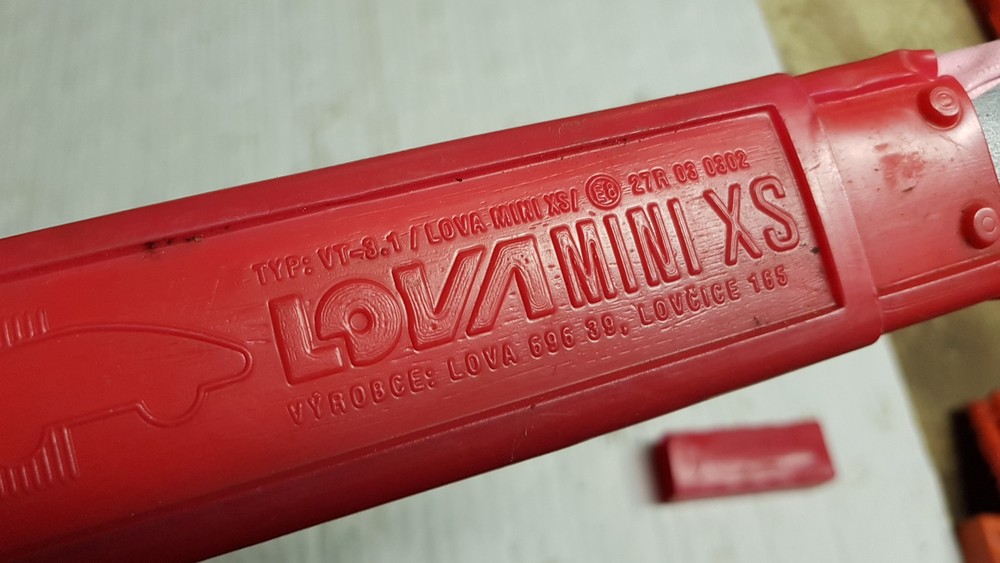 TYP: VT-3.1 / LOVA MINI XS/ E8 27R 03 0302
LOVA MINI XS
VÝROBCE: LOVA 696 39, LOVČICE 165